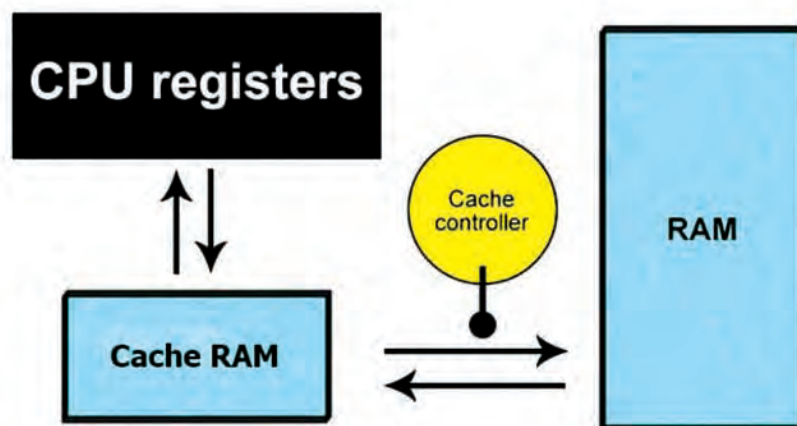 CPU registers
Cache
controller
RAM
Cache RAM